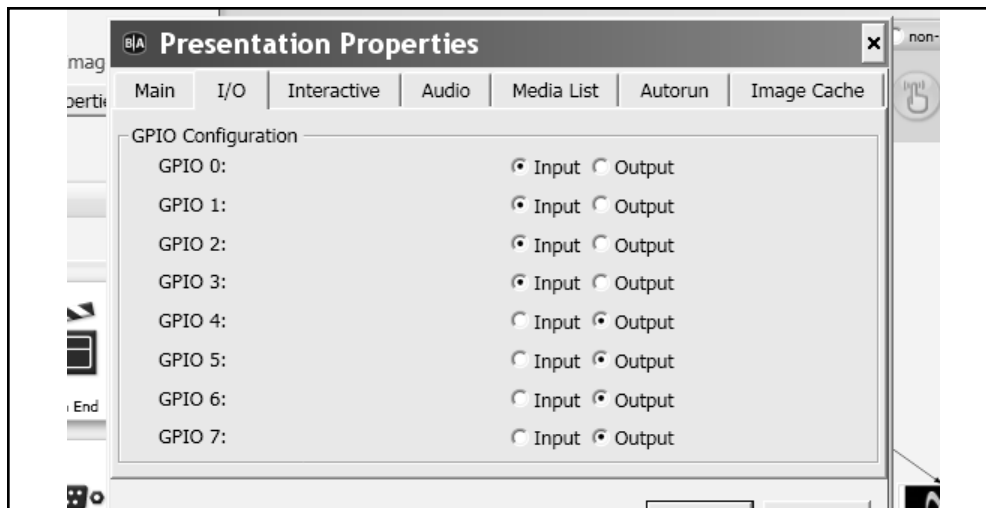 B A Presentation Properties x
non-
mag
perti
Main I/O Interactive Audio Media List Autorun Image Cache
GPIO Configuration
GPIO 0: Input Output
GPIO 1: Input Output
GPIO 2: Input Output
GPIO 3: Input Output
GPIO 4: Input Output
GPIO 5: Input Output
GPIO 6: Input Output
GPIO 7: Input Output
End